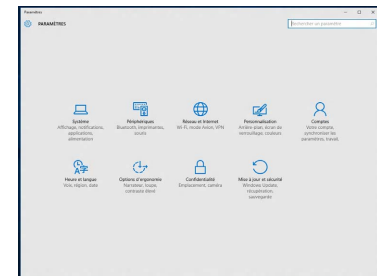 Paramètres
PARAMÈTRES
Rechercher un paramètre
Système
Affichage, notifications,
applications,
alimentation
Périphériques
Bluetooth, imprimantes,
souris
Réseau et Internet
Wi-Fi, mode Avion, VPN
Personnalisation
Arrière-plan, écran de
verrouillage, couleurs
Comptes
Votre compte,
synchroniser les
paramètres, travail,
Heure et langue
Voix, région, date
Options d'ergonomie
Narrateur, loupe,
contraste élevé
Confidentialité
Emplacement, caméra
Mise à jour et sécurité
Windows Update,
récupération,
sauvegarde